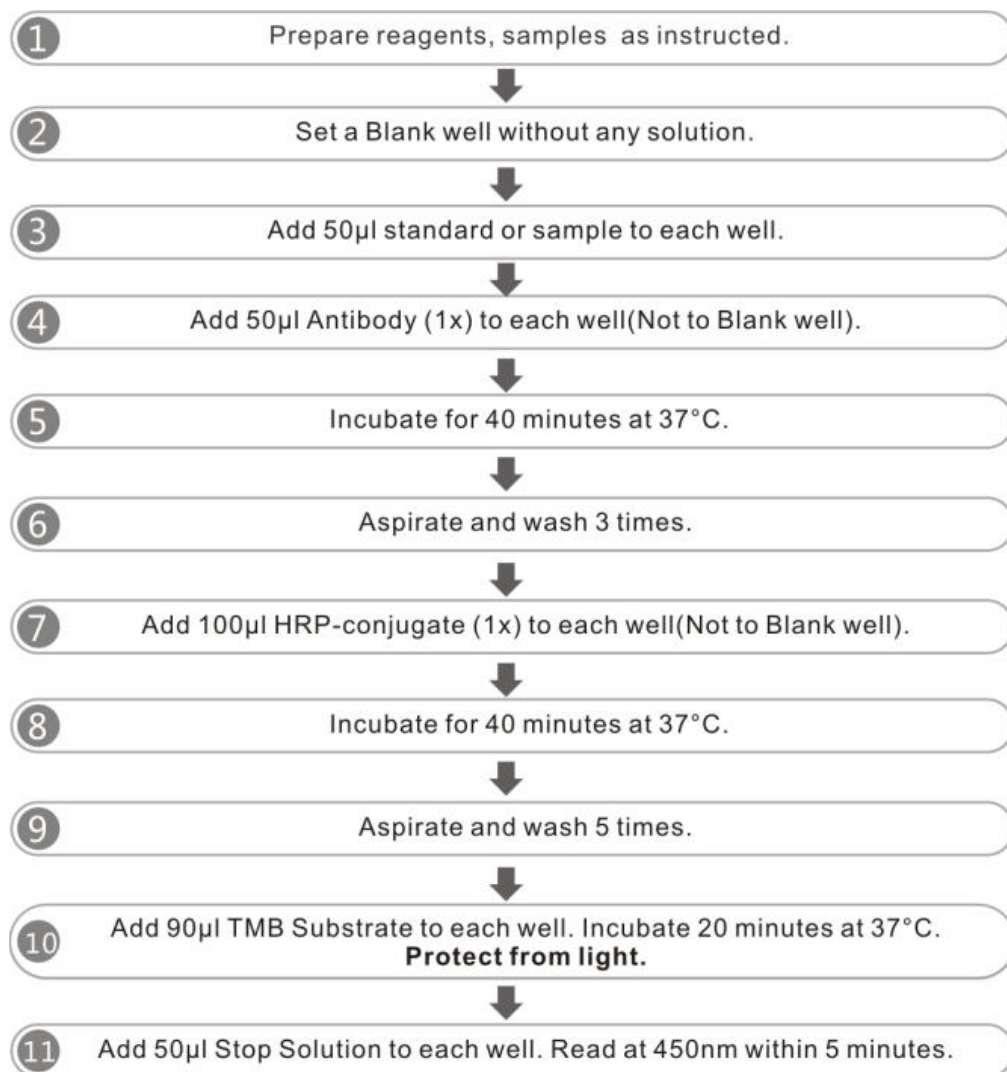 1 Prepare reagents, samples as instructed.
2 Set a Blank well without any solution.
3 Add 50µl standard or sample to each well.
4 Add 50µl Antibody (1x) to each well(Not to Blank well).
5 Incubate for 40 minutes at 37°C.
6 Aspirate and wash 3 times.
7 Add 100µl HRP-conjugate (1x) to each well(Not to Blank well).
8 Incubate for 40 minutes at 37°C.
9 Aspirate and wash 5 times.
10 Add 90µl TMB Substrate to each well. Incubate 20 minutes at 37°C.
Protect from light.
11 Add 50µl Stop Solution to each well. Read at 450nm within 5 minutes.